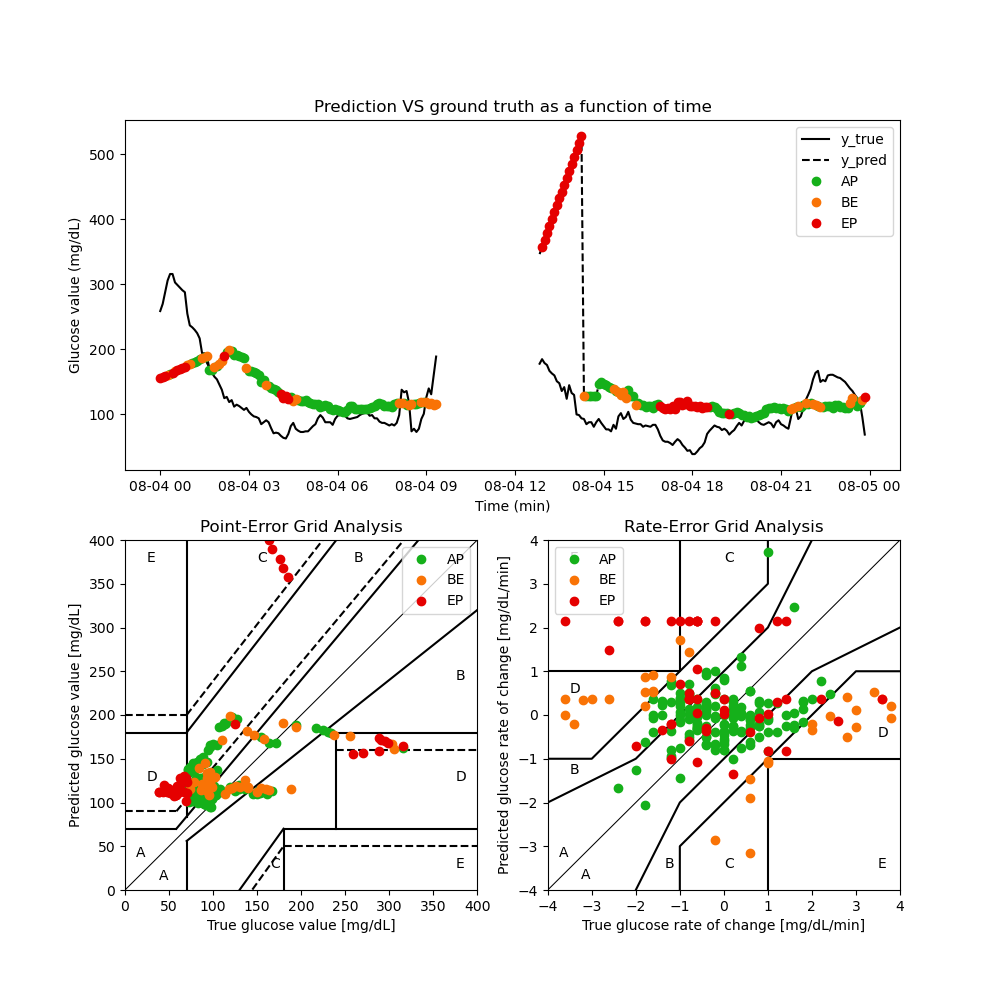 Prediction VS ground truth as a function of time
Glucose value (mg/dL)
500
400
300
200
100
y_true
y_pred
AP
BE
EP
08-04 00 08-04 03 08-04 06 08-04 09 08-04 12 08-04 15 08-04 18 08-04 21 08-05 00
Time (min)
Point-Error Grid Analysis
Predicted glucose value [mg/dL]
400
350
300
250
200
150
100
50
0
E C B
AP
BE
EP
B
D D
A
A C E
0 50 100 150 200 250 300 350 400
True glucose value [mg/dL]
Rate-Error Grid Analysis
Predicted glucose rate of change [mg/dL/min]
4
3
2
1
0
−1
−2
−3
−4
AP
BE
EP
C
D
D
B
A
A B C E
−4 −3 −2 −1 0 1 2 3 4
True glucose rate of change [mg/dL/min]